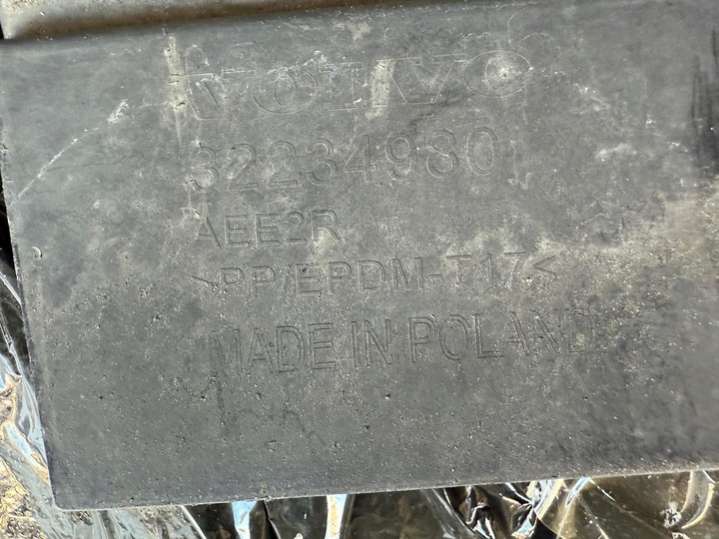 VOLVO
32234980
AEE2R
>PP/EPDM-T17<
MADE IN POLAND